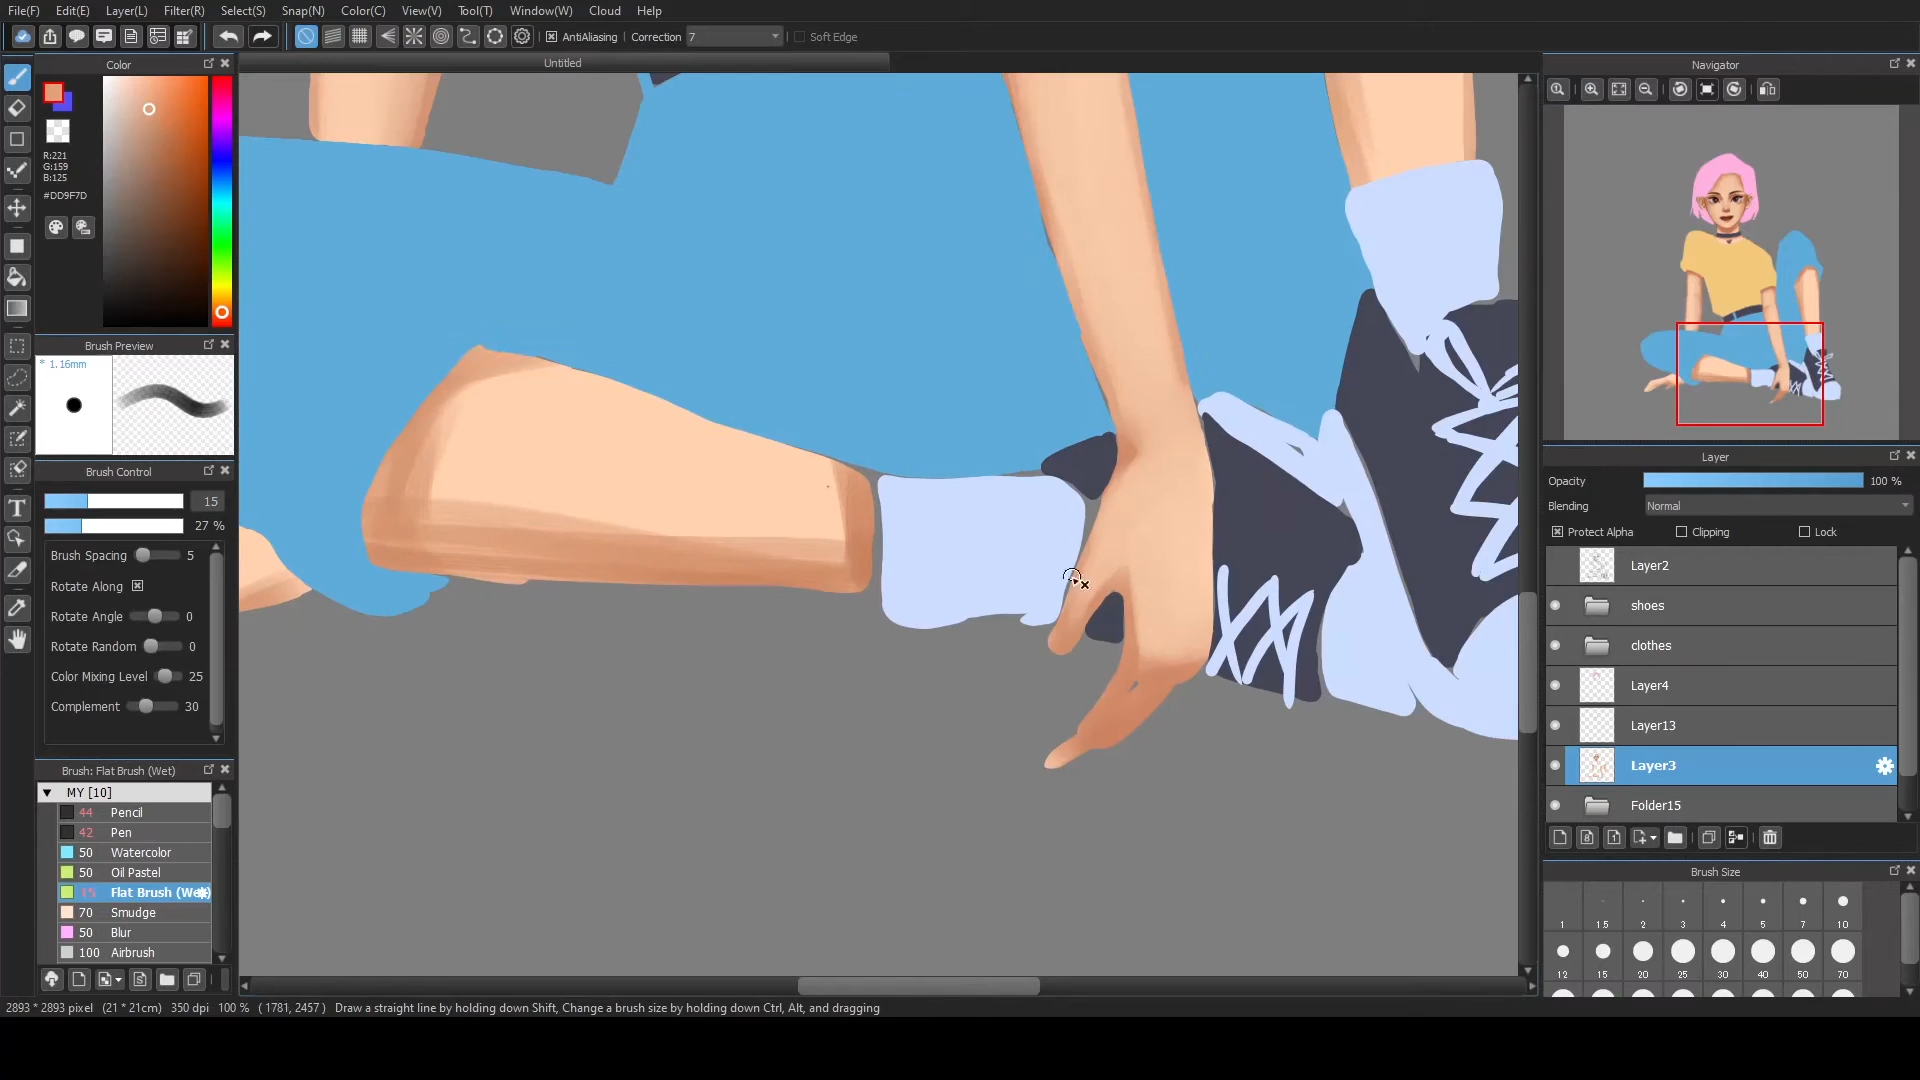 File(F) Edit(E) Layer(L) Filter(R) Select(S) Snap(N) Color(C) View(V) Tool(T) Window(W) Cloud Help
AntiAliasing Correction 7 Soft Edge
Untitled
Color
R:221
G:159
B:125
#DD9F7D
Brush Preview
* 1.16mm
Brush Control
15
27 %
Brush Spacing 5
Rotate Along
Rotate Angle 0
Rotate Random 0
Color Mixing Level 25
Complement 30
Brush: Flat Brush (Wet)
MY [10]
44 Pencil
42 Pen
50 Watercolor
50 Oil Pastel
15 Flat Brush (Wet)
70 Smudge
50 Blur
100 Airbrush
Navigator
Layer
Opacity 100 %
Blending Normal
Protect Alpha Clipping Lock
Layer2
shoes
clothes
Layer4
Layer13
Layer3
Folder15
Brush Size
1 1.5 2 3 4 5 7 10
12 15 20 25 30 40 50 70
2893 * 2893 pixel (21 * 21cm) 350 dpi 100 % ( 1781, 2457 ) Draw a straight line by holding down Shift, Change a brush size by holding down Ctrl, Alt, and dragging